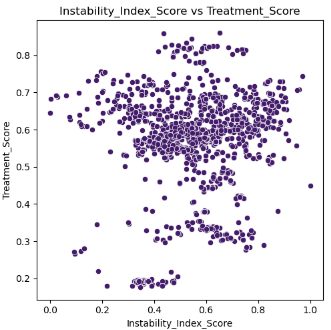 Instability_Index_Score vs Treatment_Score
0.8
0.7
0.6
0.5
0.4
0.3
0.2
Treatment_Score
0.0 0.2 0.4 0.6 0.8 1.0
Instability_Index_Score